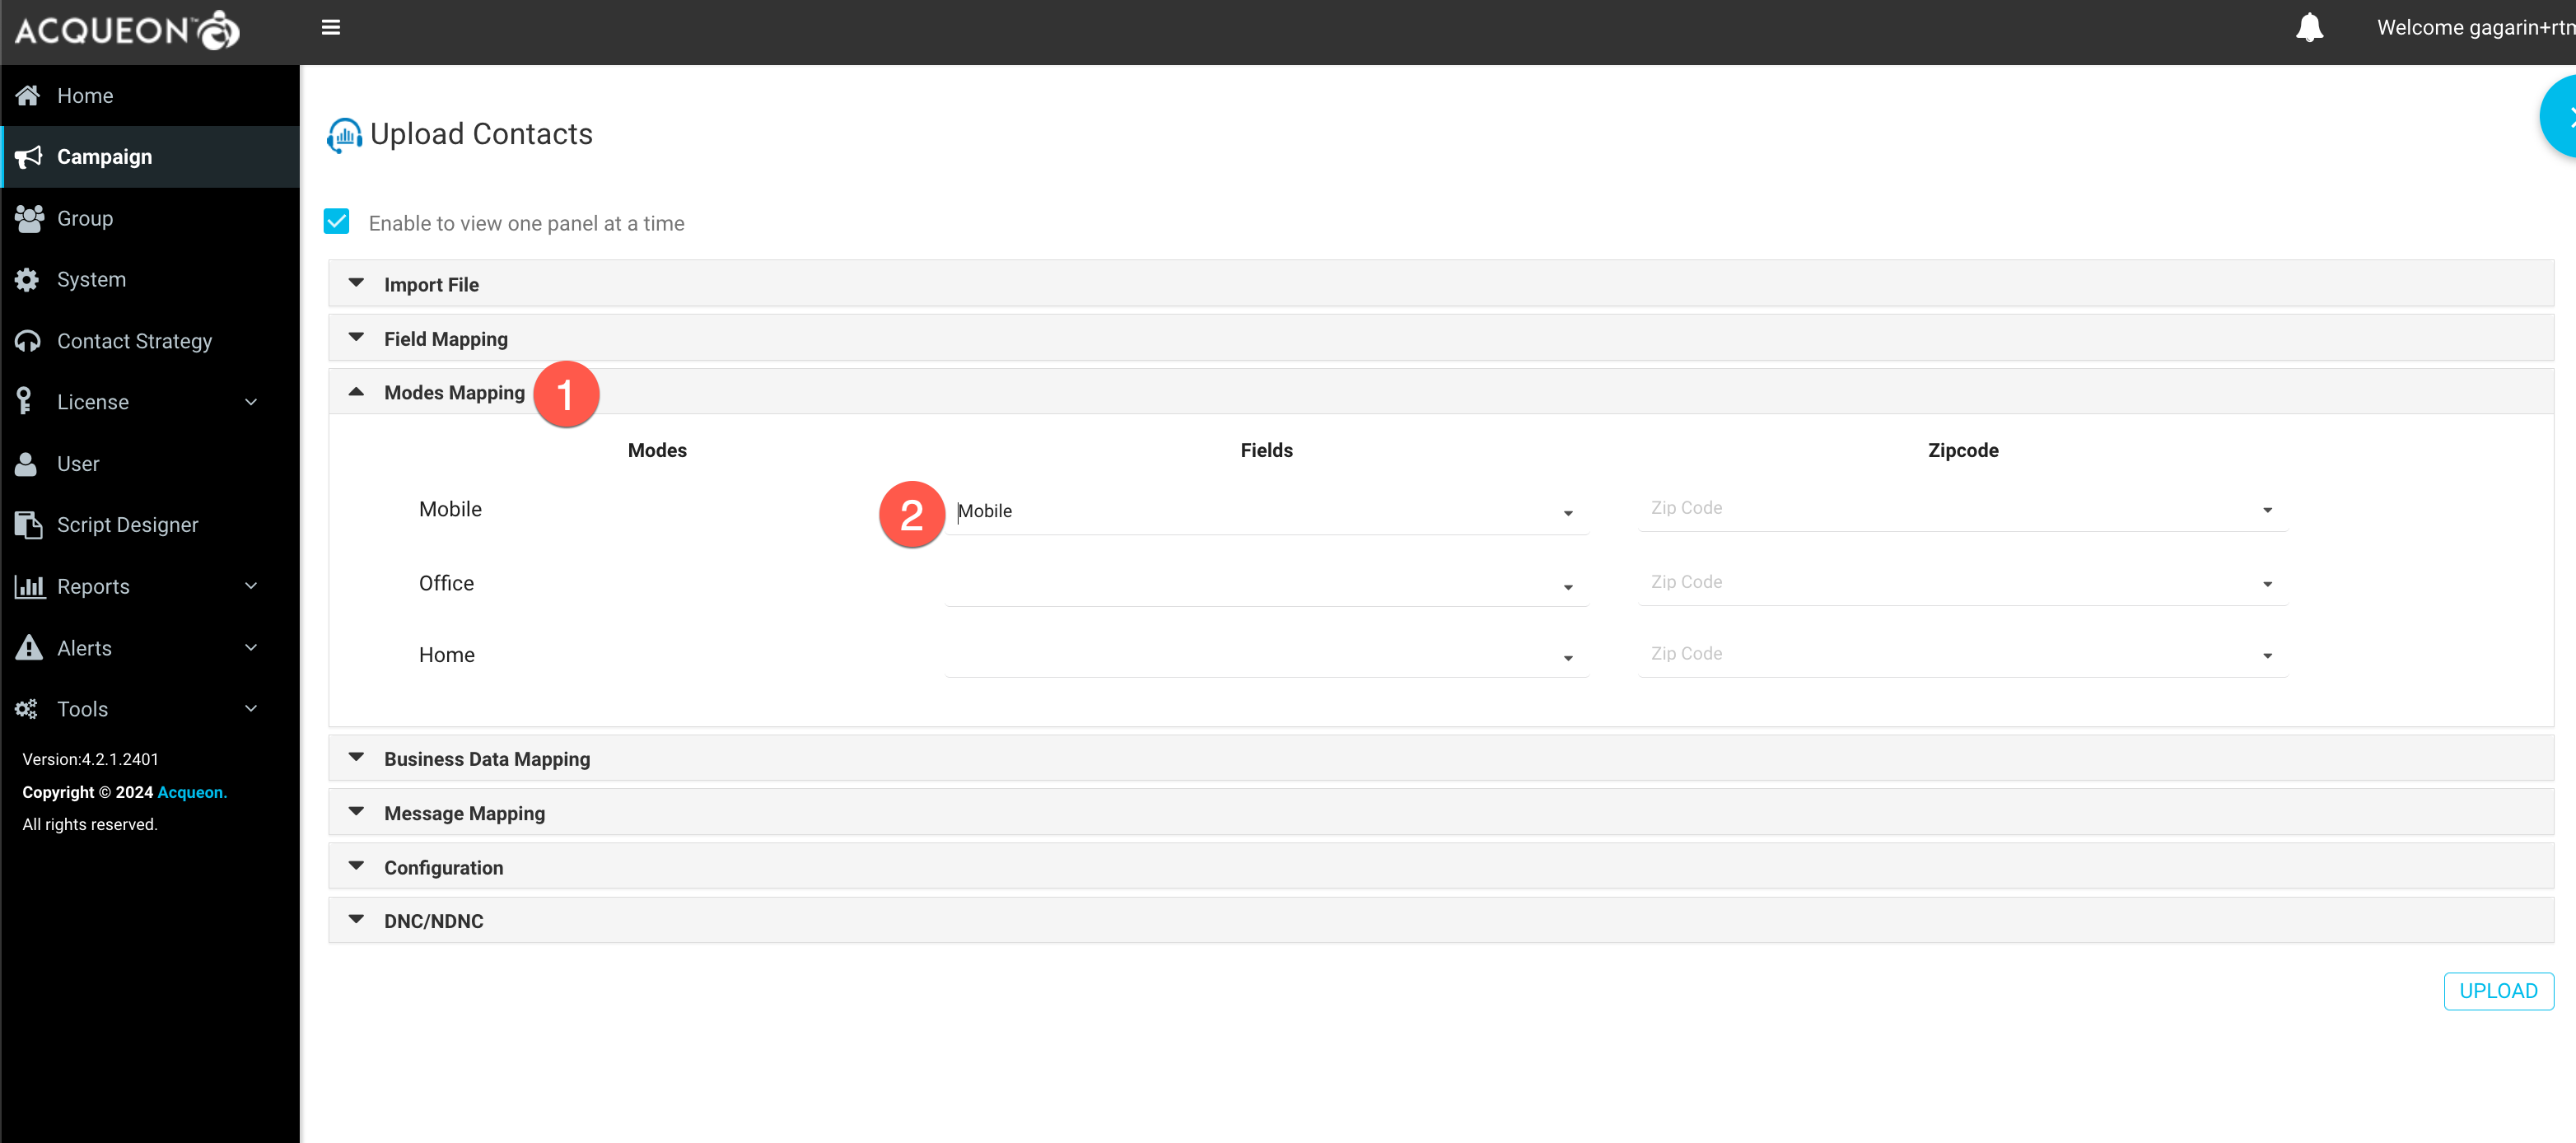 ACQUEON™
Welcome gagarin+rtm
Home
Campaign
Group
System
Contact Strategy
License
User
Script Designer
Reports
Alerts
Tools
Version:4.2.1.2401
Copyright © 2024 Acqueon.
All rights reserved.
Upload Contacts
Enable to view one panel at a time
Import File
Field Mapping
Modes Mapping 1
Modes Fields Zipcode
Mobile 2 Mobile Zip Code
Office Zip Code
Home Zip Code
Business Data Mapping
Message Mapping
Configuration
DNC/NDNC
UPLOAD